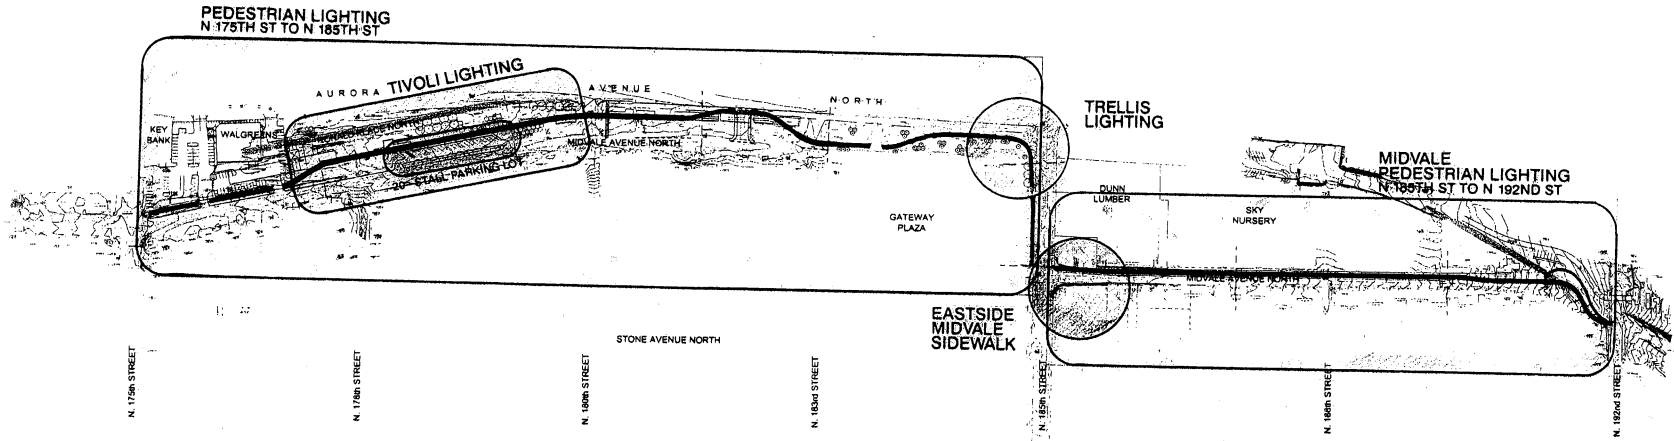 PEDESTRIAN LIGHTING
N 175TH ST TO N 185TH ST
AURORA
TIVOLI LIGHTING
AVENUE
NORTH
KEY
BANK
WALGREENS
PLACE NORTH
MIDVALE AVENUE NORTH
20 STALL PARKING LOT
TRELLIS
LIGHTING
MIDVALE
PEDESTRIAN LIGHTING
N 185TH ST TO N 192ND ST
DUNN
LUMBER
SKY
NURSERY
GATEWAY
PLAZA
MIDVALE AVENUE NORTH
EASTSIDE
MIDVALE
SIDEWALK
STONE AVENUE NORTH
N. 175th STREET
N. 178th STREET
N. 180th STREET
N. 183rd STREET
N. 185th STREET
N. 188th STREET
N. 192nd STREET